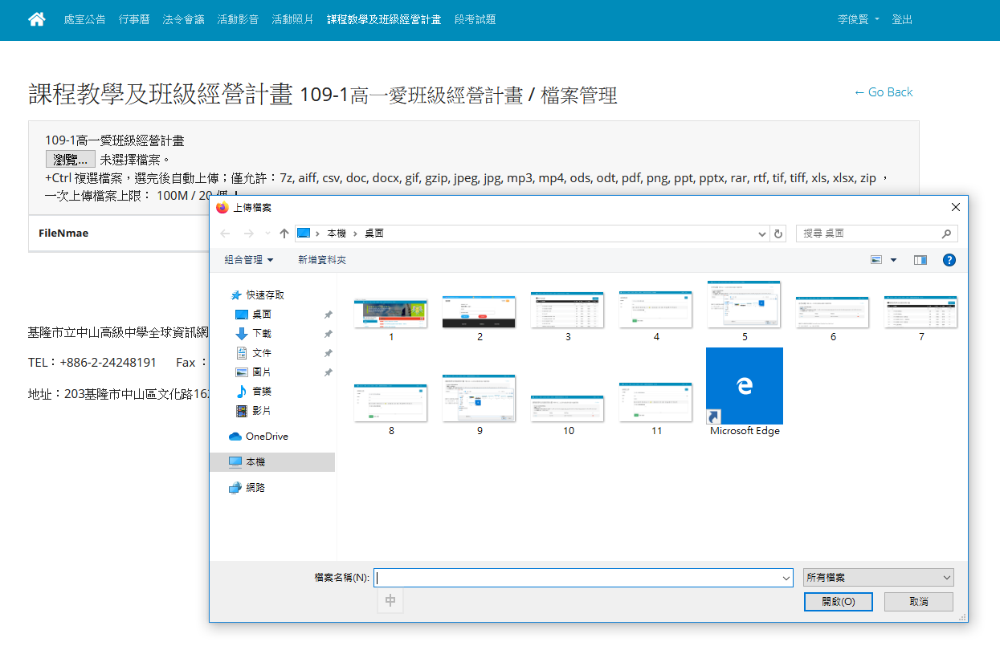 處室公告 行事曆 法令會議 活動影音 活動照片 課程教學及班級經營計畫 段考試題 李俊賢 登出
課程教學及班級經營計畫 109-1高一愛班級經營計畫 / 檔案管理
← Go Back
109-1高一愛班級經營計畫
瀏覽... 未選擇檔案。
+Ctrl 複選檔案，選完後自動上傳；僅允許：7z, aiff, csv, doc, docx, gif, gzip, jpeg, jpg, mp3, mp4, ods, odt, pdf, png, ppt, pptx, rar, rtf, tif, tiff, xls, xlsx, zip ，
一次上傳檔案上限： 100M / 20 個
FileNmae
基隆市立中山高級中學全球資訊網
TEL：+886-2-24248191 Fax：
地址：203基隆市中山區文化路162
上傳檔案
本機 › 桌面
搜尋 桌面
組合管理 新增資料夾
快速存取
桌面
下載
文件
圖片
音樂
影片
OneDrive
本機
網路
1 2 3 4 5 6 7
8 9 10 11 Microsoft Edge
檔案名稱(N):
所有檔案
中
開啟(O) 取消